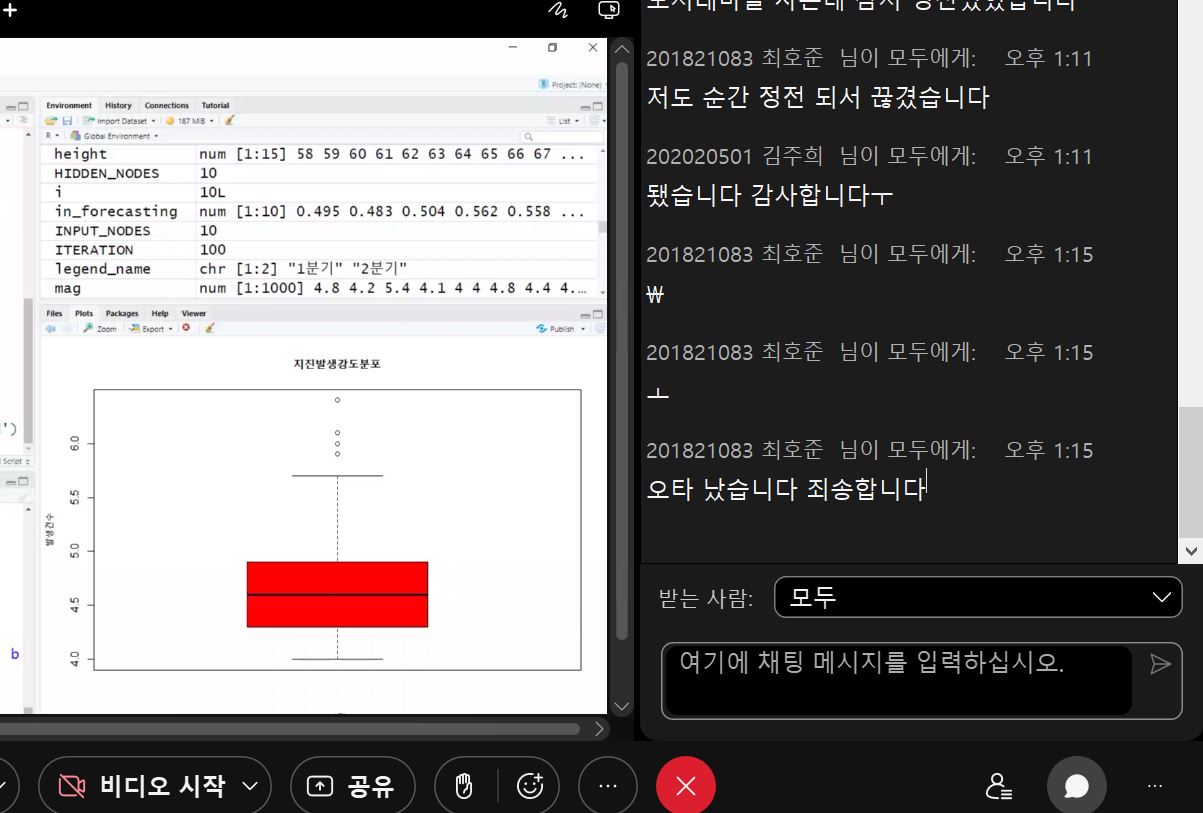 Project: (None)
Environment History Connections Tutorial
Import Dataset 187 MiB List
R Global Environment
height num [1:15] 58 59 60 61 62 63 64 65 66 67 ...
HIDDEN_NODES 10
i 10L
in_forecasting num [1:10] 0.495 0.483 0.504 0.562 0.558 ...
INPUT_NODES 10
ITERATION 100
legend_name chr [1:2] "1분기" "2분기"
mag num [1:1000] 4.8 4.2 5.4 4.1 4 4 4.8 4.4 4....
Files Plots Packages Help Viewer
Zoom Export Publish
지진발생강도분포
발생건수
6.0
5.5
5.0
4.5
4.0
')
Script
b
201821083 최호준 님이 모두에게: 오후 1:11
저도 순간 정전 되서 끊겼습니다
202020501 김주희 님이 모두에게: 오후 1:11
됐습니다 감사합니다ㅜ
201821083 최호준 님이 모두에게: 오후 1:15
₩
201821083 최호준 님이 모두에게: 오후 1:15
ㅗ
201821083 최호준 님이 모두에게: 오후 1:15
오타 났습니다 죄송합니다
받는 사람: 모두
여기에 채팅 메시지를 입력하십시오.
비디오 시작 공유